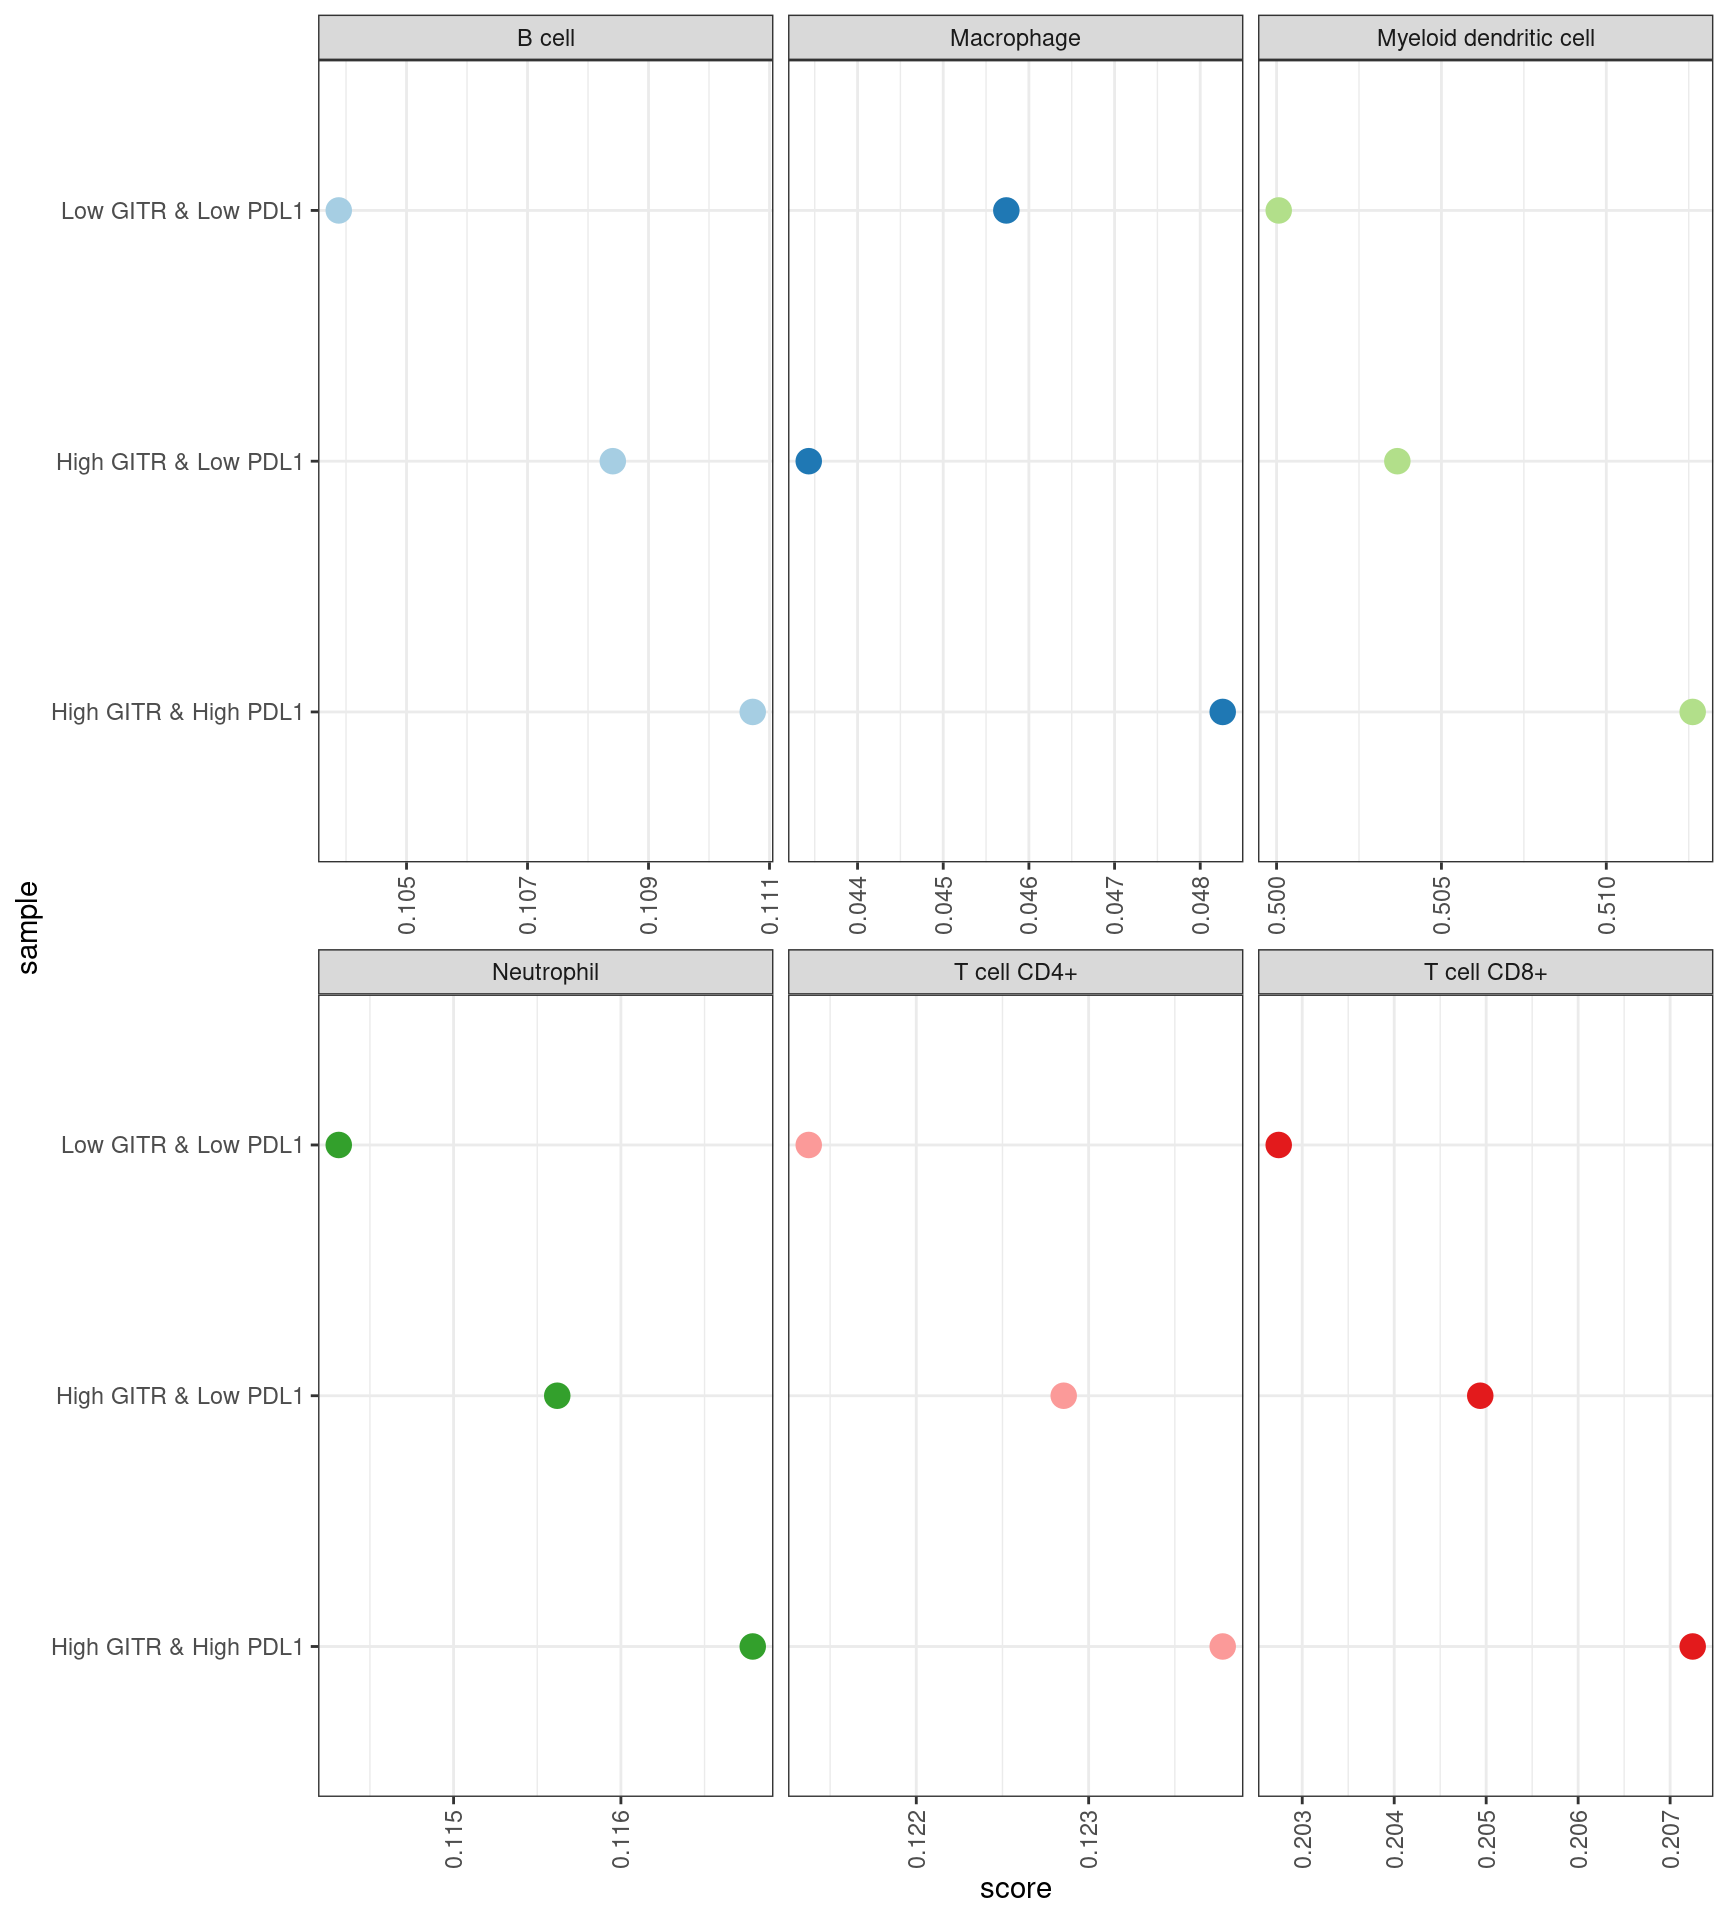 B cell
Macrophage
Myeloid dendritic cell
Low GITR & Low PDL1
High GITR & Low PDL1
High GITR & High PDL1
0.105
0.107
0.109
0.111
0.044
0.045
0.046
0.047
0.048
0.500
0.505
0.510
sample
Neutrophil
T cell CD4+
T cell CD8+
Low GITR & Low PDL1
High GITR & Low PDL1
High GITR & High PDL1
0.115
0.116
0.122
0.123
0.203
0.204
0.205
0.206
0.207
score